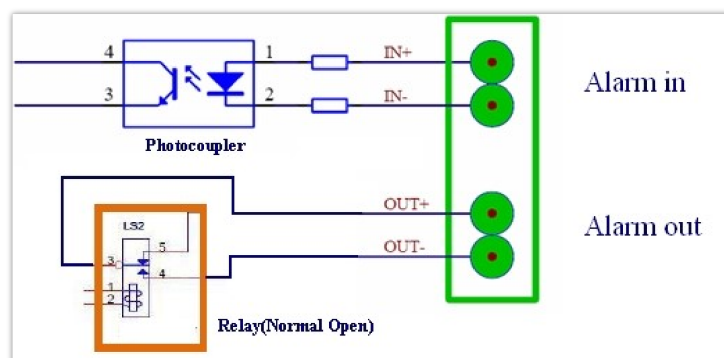 4
1
IN+
3
2
IN-
Alarm in
Photocoupler
OUT+
LS2
5
OUT-
Alarm out
3
4
1
2
Relay(Normal Open)